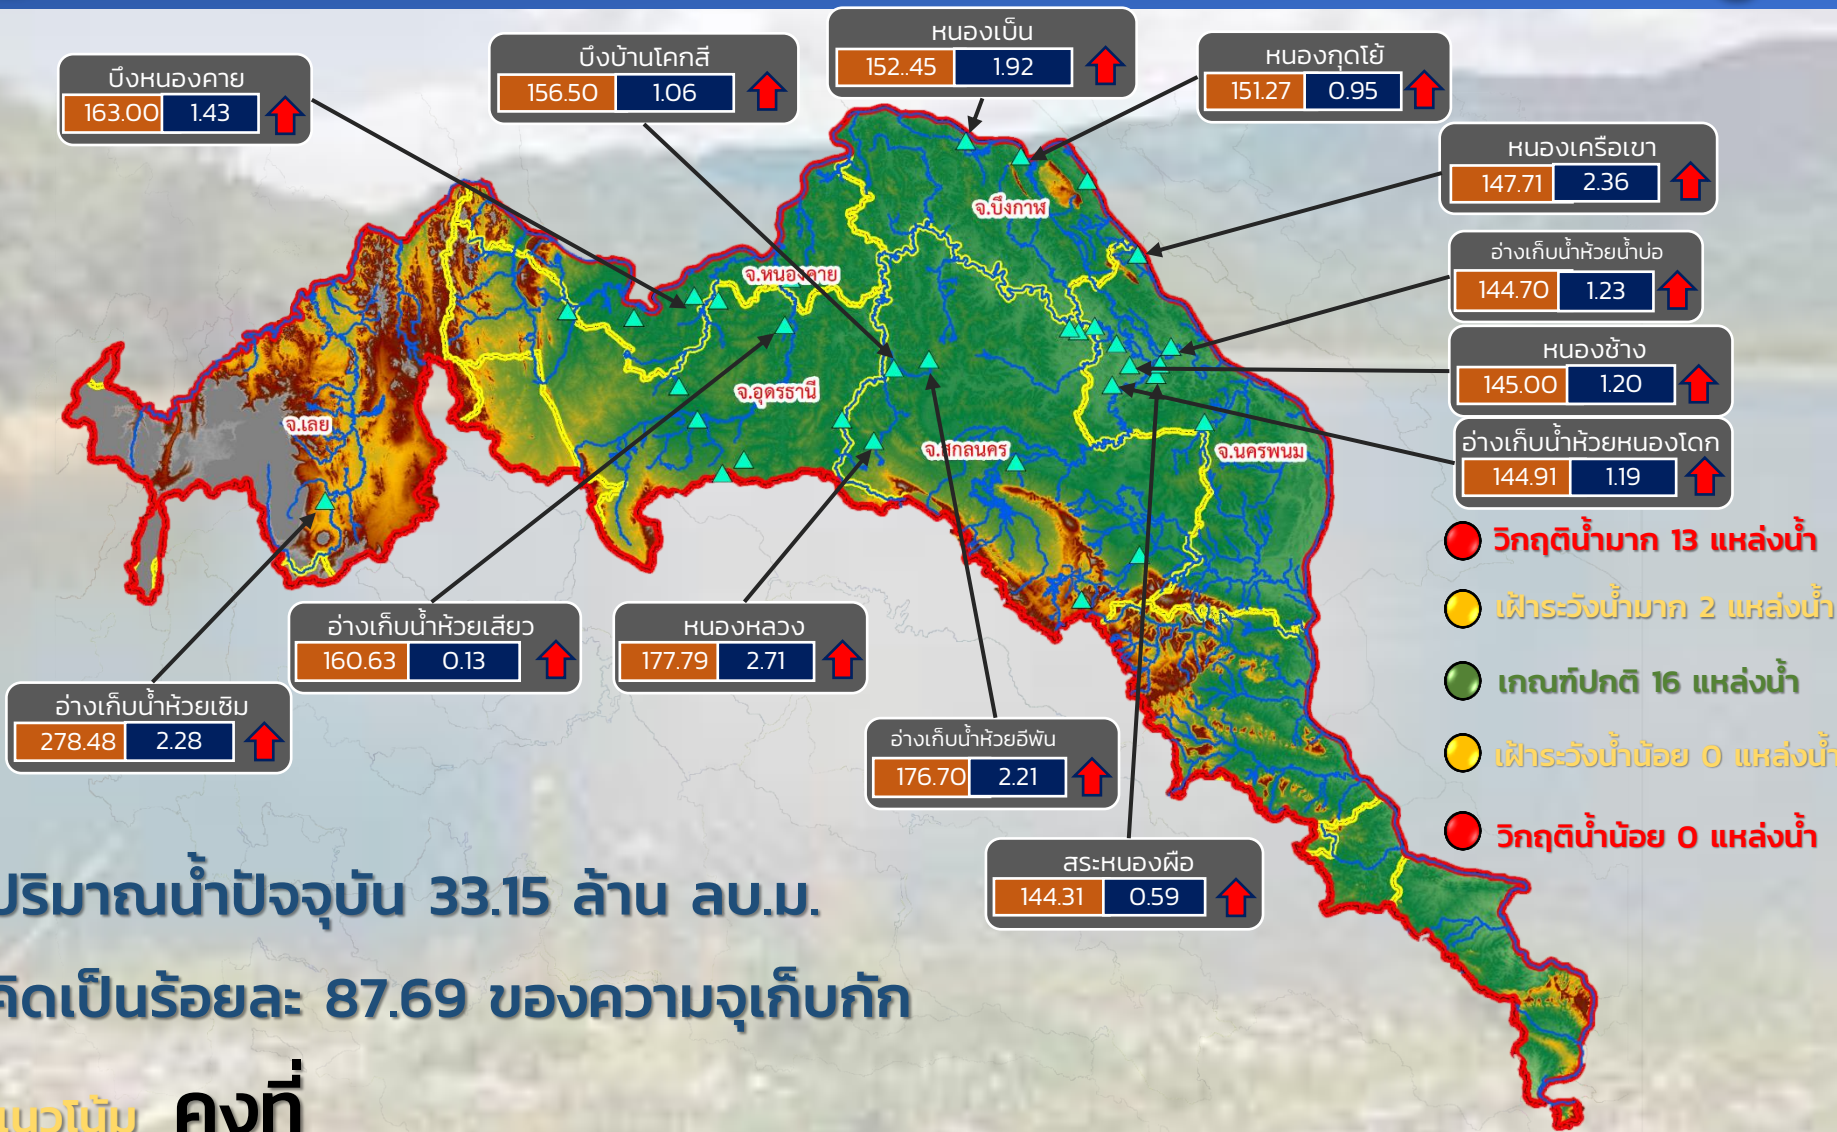 หนองเบ็น
152..45 1.92
หนองกุดโย้
151.27 0.95
บึงบ้านโคกสี
156.50 1.06
บึงหนองคาย
163.00 1.43
หนองเครือเขา
147.71 2.36
อ่างเก็บน้ำห้วยน้ำบ่อ
144.70 1.23
หนองช้าง
145.00 1.20
อ่างเก็บน้ำห้วยหนองโดก
144.91 1.19
จ.บึงกาฬ
จ.หนองคาย
จ.อุดรธานี
จ.เลย
จ.สกลนคร
จ.นครพนม
วิกฤติน้ำมาก 13 แหล่งน้ำ
เฝ้าระวังน้ำมาก 2 แหล่งน้ำ
เกณฑ์ปกติ 16 แหล่งน้ำ
เฝ้าระวังน้ำน้อย 0 แหล่งน้ำ
วิกฤติน้ำน้อย 0 แหล่งน้ำ
อ่างเก็บน้ำห้วยเสียว
160.63 0.13
หนองหลวง
177.79 2.71
อ่างเก็บน้ำห้วยเซิม
278.48 2.28
อ่างเก็บน้ำห้วยอีพัน
176.70 2.21
สระหนองผือ
144.31 0.59
ปริมาณน้ำปัจจุบัน 33.15 ล้าน ลบ.ม.
คิดเป็นร้อยละ 87.69 ของความจุเก็บกัก
แนวโน้ม คงที่